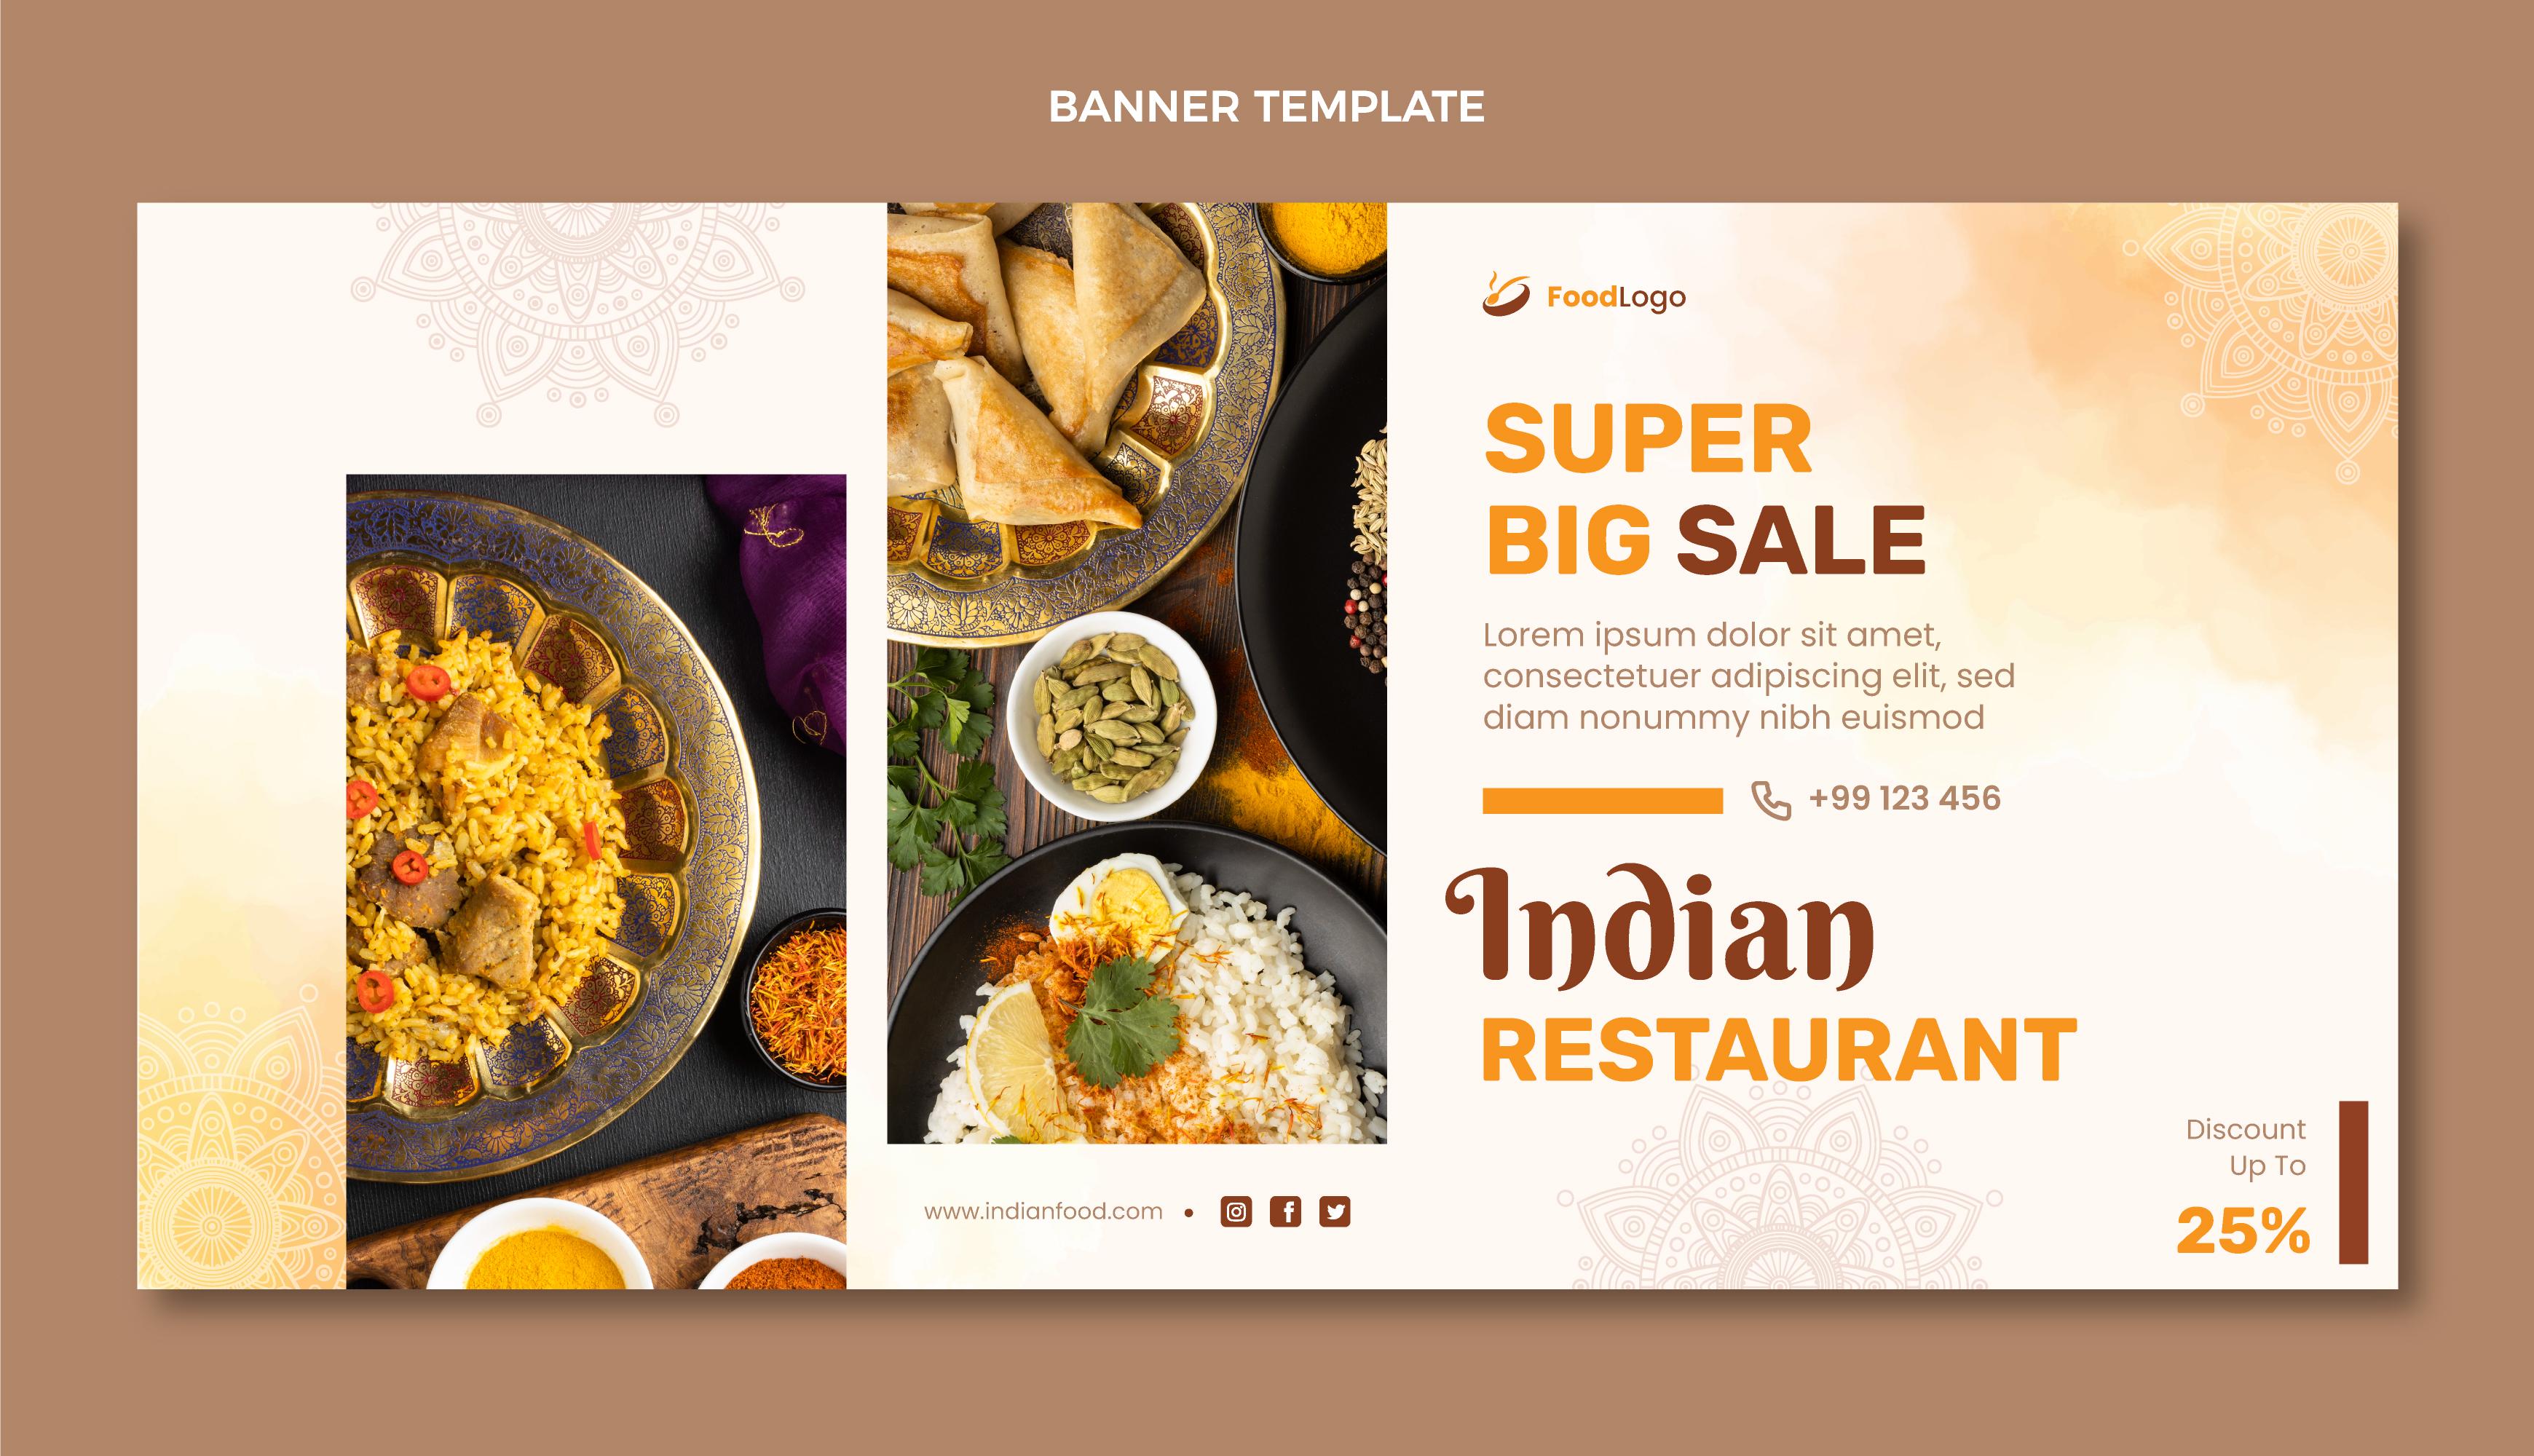 BANNER TEMPLATE
FoodLogo
SUPER
BIG SALE
Lorem ipsum dolor sit amet,
consectetuer adipiscing elit, sed
diam nonummy nibh euismod
+99 123 456
Indian
RESTAURANT
www.indianfood.com
Discount
Up To
25%